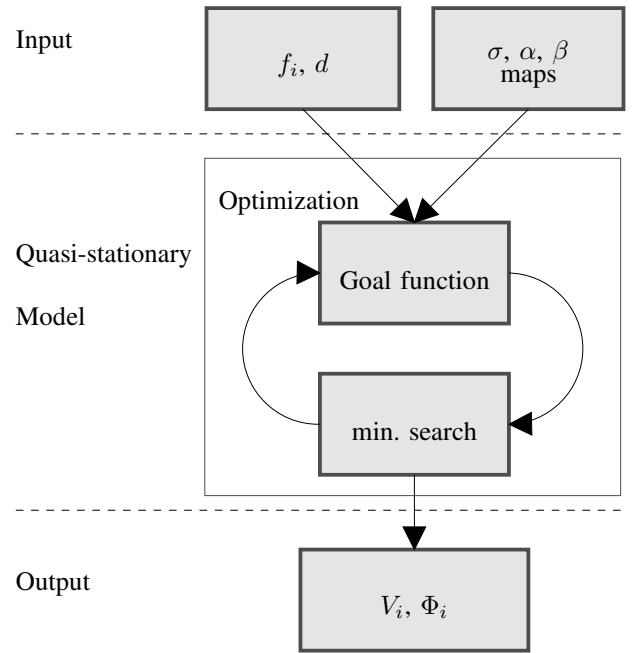 Input
f_i, d
σ, α, β
maps
Optimization
Quasi-stationary
Model
Goal function
min. search
Output
V_i, Φ_i